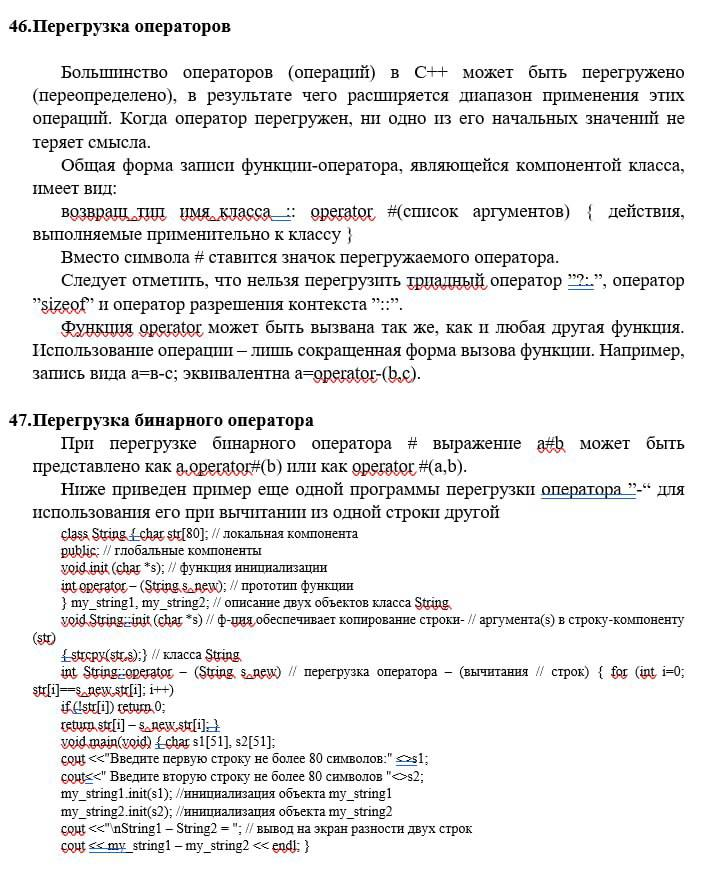 46.Перегрузка операторов
Большинство операторов (операций) в C++ может быть перегружено
(переопределено), в результате чего расширяется диапазон применения этих
операций. Когда оператор перегружен, ни одно из его начальных значений не
теряет смысла.
Общая форма записи функции-оператора, являющейся компонентой класса,
имеет вид:
возвращ_тип имя_класса :: operator #(список аргументов) { действия,
выполняемые применительно к классу }
Вместо символа # ставится значок перегружаемого оператора.
Следует отметить, что нельзя перегрузить триадный оператор ”?:.”, оператор
”sizeof” и оператор разрешения контекста ”::”.
Функция operator может быть вызвана так же, как и любая другая функция.
Использование операции – лишь сокращенная форма вызова функции. Например,
запись вида а=в-с; эквивалентна a=operator-(b,c).
47.Перегрузка бинарного оператора
При перегрузке бинарного оператора # выражение a#b может быть
представлено как a.operator#(b) или как operator #(a,b).
Ниже приведен пример еще одной программы перегрузки оператора ”-“ для
использования его при вычитании из одной строки другой
class String { char str[80]; // локальная компонента
public: // глобальные компоненты
void init (char *s); // функция инициализации
int operator – (String s_new); // прототип функции
} my_string1, my_string2; // описание двух объектов класса String
void String::init (char *s) // ф-ция обеспечивает копирование строки- // аргумента(s) в строку-компоненту
(str)
{ strcpy(str,s);} // класса String
int String::operator – (String s_new) // перегрузка оператора – (вычитания // строк) { for (int i=0;
str[i]==s_new.str[i]; i++)
if (!str[i]) return 0;
return str[i] – s_new.str[i]; }
void main(void) { char s1[51], s2[51];
cout <<"Введите первую строку не более 80 символов:" <>s1;
cout<<" Введите вторую строку не более 80 символов "<>s2;
my_string1.init(s1); //инициализация объекта my_string1
my_string2.init(s2); //инициализация объекта my_string2
cout <<"\nString1 – String2 = "; // вывод на экран разности двух строк
cout << my_string1 – my_string2 << endl; }